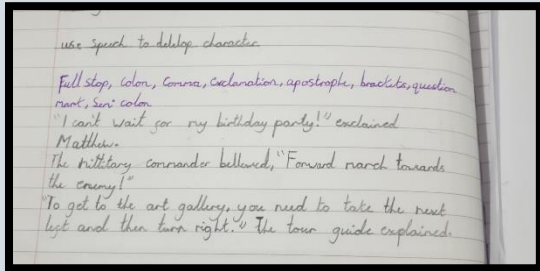 use speech to delelop character
Full stop, colon, Comma, exclamation, apostrophe, brackets, question
mark, Semi colon
"I can't wait for my birthday party!" exclaimed
Matthew.
The millitary commander bellowed, "Forward march towards
the enemy!"
"To get to the art gallery, you need to take the next
left and then turn right." The tour guide explained.